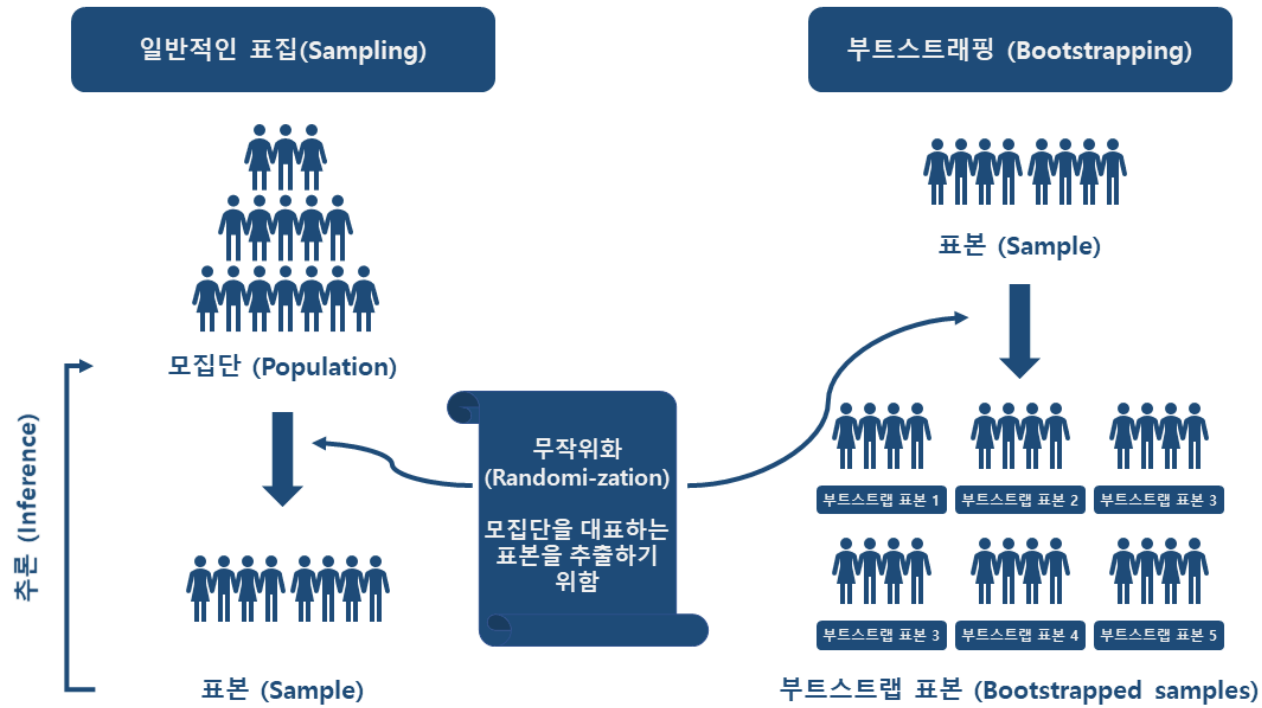 일반적인 표집(Sampling)
모집단 (Population)
추론 (Inference)
표본 (Sample)
무작위화
(Randomi-zation)
모집단을 대표하는
표본을 추출하기
위함
부트스트래핑 (Bootstrapping)
표본 (Sample)
부트스트랩 표본 1
부트스트랩 표본 2
부트스트랩 표본 3
부트스트랩 표본 3
부트스트랩 표본 4
부트스트랩 표본 5
부트스트랩 표본 (Bootstrapped samples)